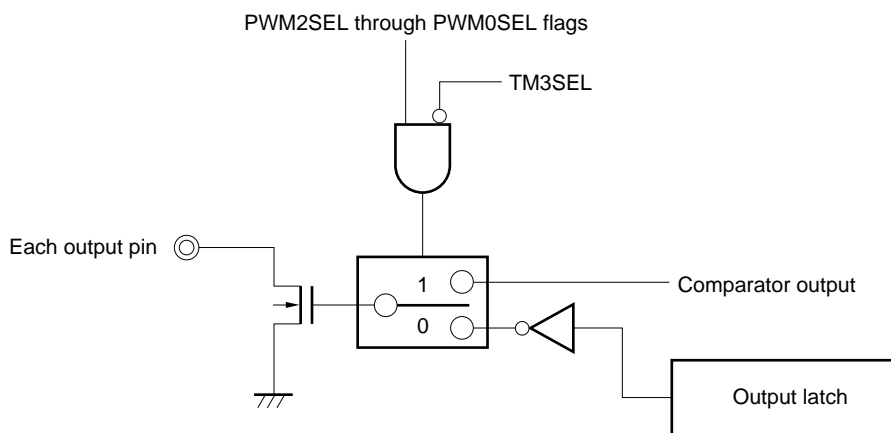 PWM2SEL through PWM0SEL flags
TM3SEL
Each output pin
1
Comparator output
0
Output latch